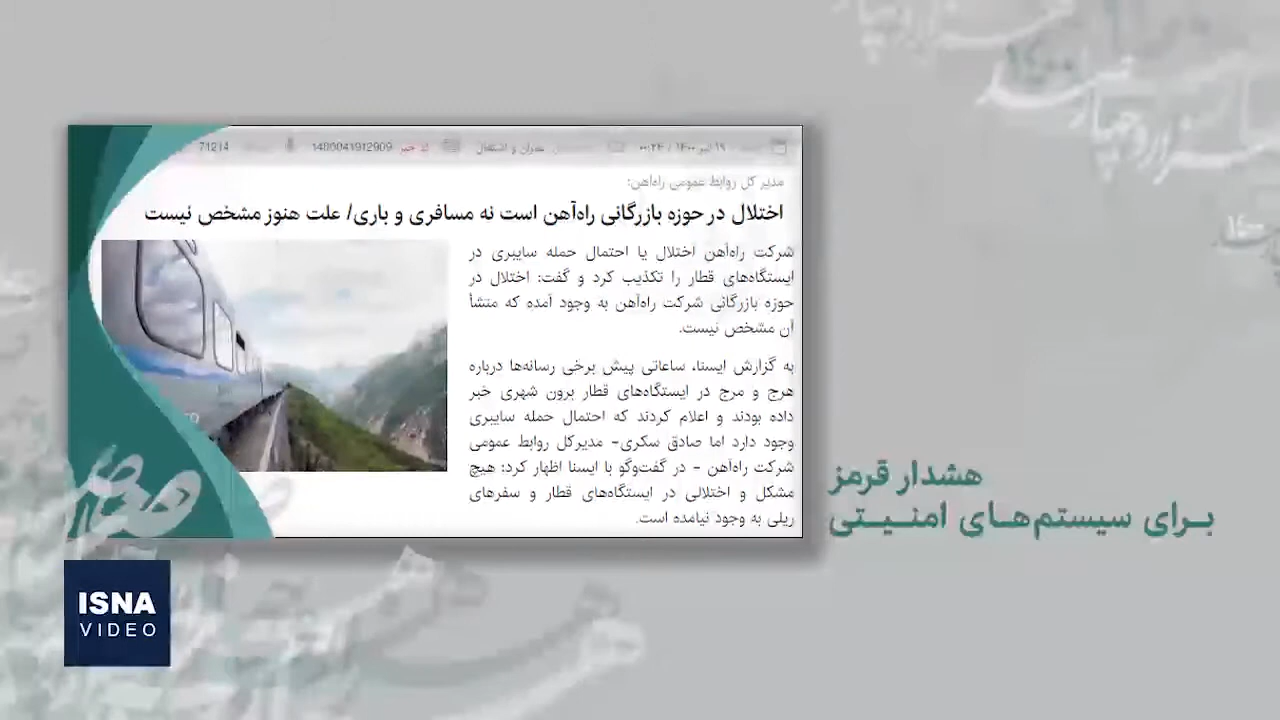 ۱۹ تیر ۱۴۰۰ / ۰۰:۲۴
عمران و اشتغال
کد خبر 1400041912909
71214
مدیر کل روابط عمومی راه‌آهن:
اختلال در حوزه بازرگانی راه‌آهن است نه مسافری و باری/ علت هنوز مشخص نیست
شرکت راه‌آهن اختلال یا احتمال حمله سایبری در
ایستگاه‌های قطار را تکذیب کرد و گفت: اختلال در
حوزه بازرگانی شرکت راه‌آهن به وجود آمده که منشأ
آن مشخص نیست.
به گزارش ایسنا، ساعاتی پیش برخی رسانه‌ها درباره
هرج و مرج در ایستگاه‌های قطار برون شهری خبر
داده بودند و اعلام کردند که احتمال حمله سایبری
وجود دارد اما صادق سکری- مدیرکل روابط عمومی
شرکت راه‌آهن - در گفت‌وگو با ایسنا اظهار کرد: هیچ
مشکل و اختلالی در ایستگاه‌های قطار و سفرهای
ریلی به وجود نیامده است.
هشدار قرمز
برای سیستم‌های امنیتی
ISNA
VIDEO